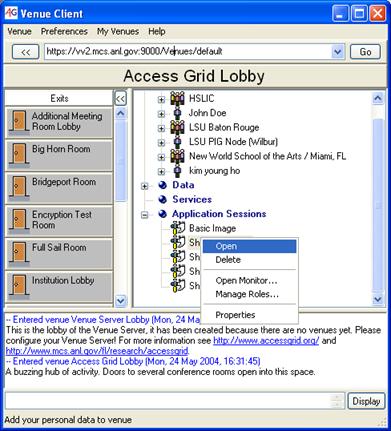 AG Venue Client
Venue Preferences My Venues Help
<< https://vv2.mcs.anl.gov:9000/Venues/default Go
Access Grid Lobby
Exits <<
Additional Meeting
Room Lobby
Big Horn Room
Bridgeport Room
Encryption Test
Room
Full Sail Room
Institution Lobby
HSLIC
John Doe
LSU Baton Rouge
LSU PIG Node (Wilbur)
New World School of the Arts / Miami, FL
kim young ho
Data
Services
Application Sessions
Basic Image
Sh
Sh
Sh
Sh
Open
Delete
Open Monitor...
Manage Roles...
Properties
-- Entered venue Venue Server Lobby (Mon, 24 Ma
This is the lobby of the Venue Server, it has been created because there are no venues yet. Please
configure your Venue Server! For more information see http://www.accessgrid.org/ and
http://www.mcs.anl.gov/fl/research/accessgrid.
-- Entered venue Access Grid Lobby (Mon, 24 May 2004, 16:31:45)
A buzzing hub of activity. Doors to several conference rooms open into this space.
Display
Add your personal data to venue